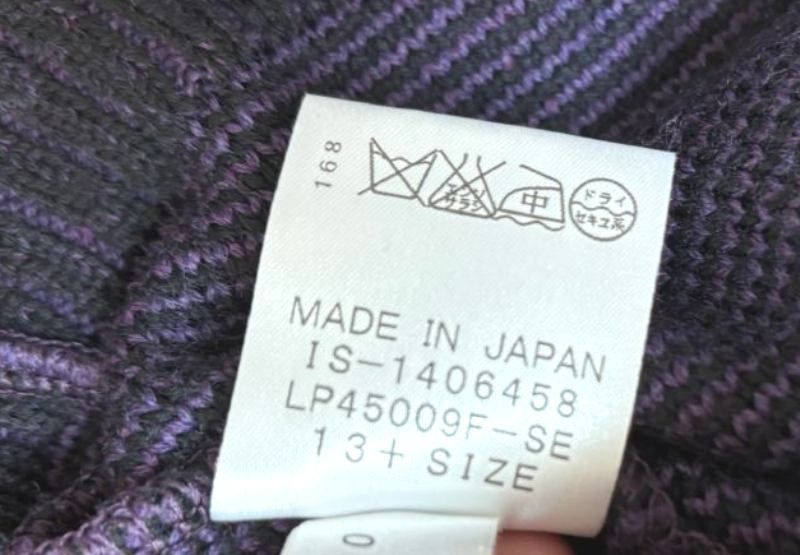 168
エンソ
サラシ
中
ドライ
セキユ系
MADE IN JAPAN
IS-1406458
LP45009F-SE
13+ SIZE
0